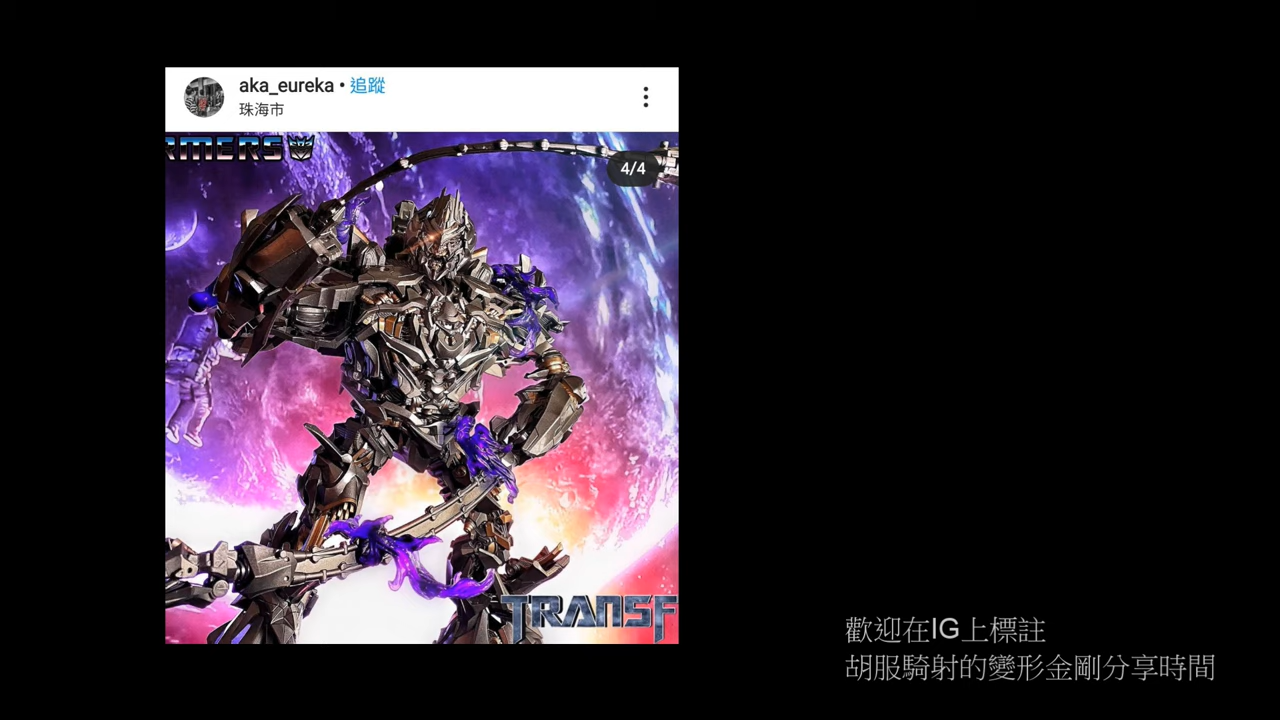 aka_eureka • 追蹤
珠海市
RMERS
4/4
TRANSF
歡迎在IG上標註
胡服騎射的變形金剛分享時間